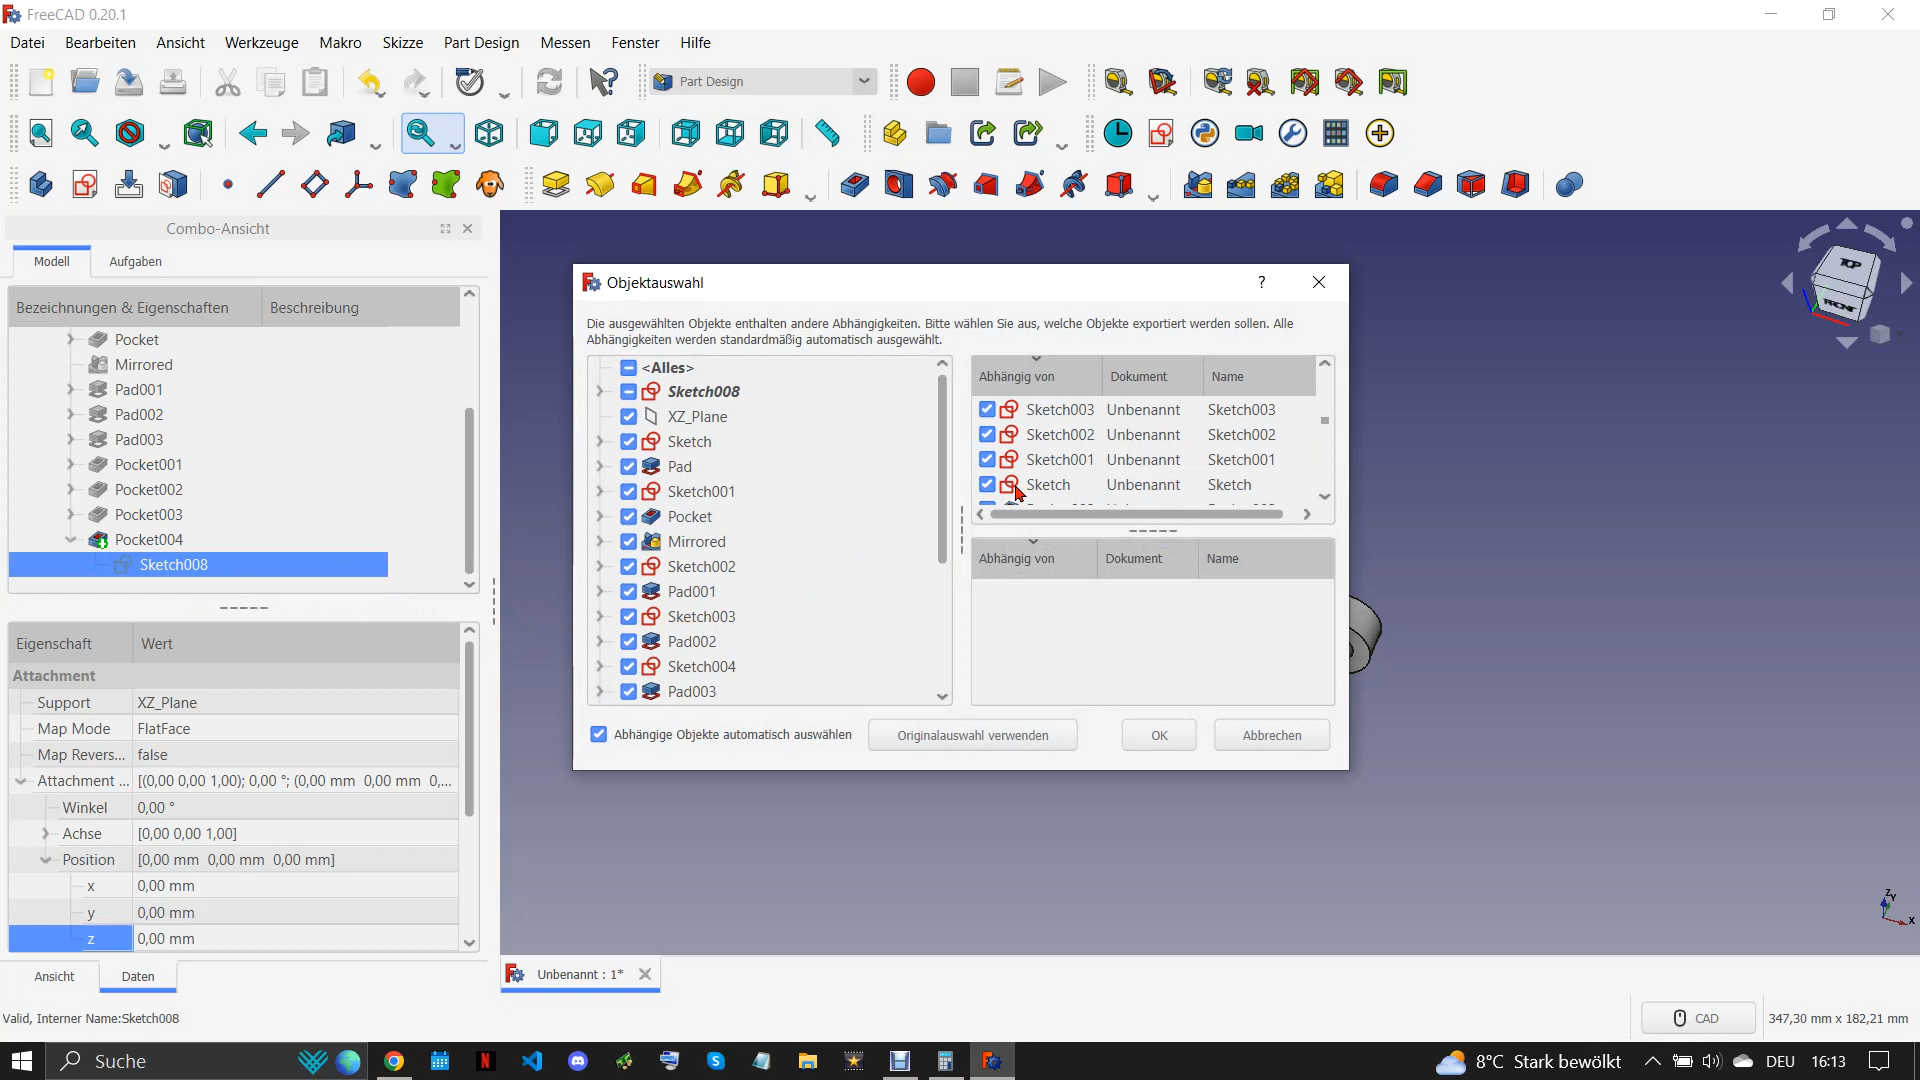 FreeCAD 0.20.1
Datei Bearbeiten Ansicht Werkzeuge Makro Skizze Part Design Messen Fenster Hilfe
Part Design
Combo-Ansicht
Modell Aufgaben
Bezeichnungen & Eigenschaften Beschreibung
Pocket
Mirrored
Pad001
Pad002
Pad003
Pocket001
Pocket002
Pocket003
Pocket004
Sketch008
Eigenschaft Wert
Attachment
Support XZ_Plane
Map Mode FlatFace
Map Revers... false
Attachment ... [(0,00 0,00 1,00); 0,00 °; (0,00 mm 0,00 mm 0,...
Winkel 0,00 °
Achse [0,00 0,00 1,00]
Position [0,00 mm 0,00 mm 0,00 mm]
x 0,00 mm
y 0,00 mm
z 0,00 mm
Ansicht Daten
Objektauswahl
?
Die ausgewählten Objekte enthalten andere Abhängigkeiten. Bitte wählen Sie aus, welche Objekte exportiert werden sollen. Alle
Abhängigkeiten werden standardmäßig automatisch ausgewählt.
<Alles>
Sketch008
XZ_Plane
Sketch
Pad
Sketch001
Pocket
Mirrored
Sketch002
Pad001
Sketch003
Pad002
Sketch004
Pad003
Abhängig von Dokument Name
Sketch003 Unbenannt Sketch003
Sketch002 Unbenannt Sketch002
Sketch001 Unbenannt Sketch001
Sketch Unbenannt Sketch
Abhängig von Dokument Name
Abhängige Objekte automatisch auswählen
Originalauswahl verwenden
OK
Abbrechen
TOP
FRONT
Z
Y
X
Unbenannt : 1*
Valid, Interner Name:Sketch008
CAD
347,30 mm x 182,21 mm
Suche
8°C Stark bewölkt
DEU
16:13